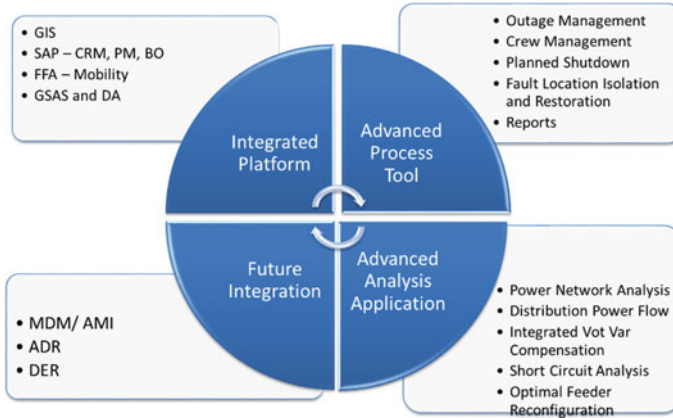 • GIS
• SAP – CRM, PM, BO
• FFA – Mobility
• GSAS and DA
• Outage Management
• Crew Management
• Planned Shutdown
• Fault Location Isolation
and Restoration
• Reports
Integrated
Platform
Advanced
Process
Tool
Future
Integration
Advanced
Analysis
Application
• MDM/ AMI
• ADR
• DER
• Power Network Analysis
• Distribution Power Flow
• Integrated Vot Var
Compensation
• Short Circuit Analysis
• Optimal Feeder
Reconfiguration